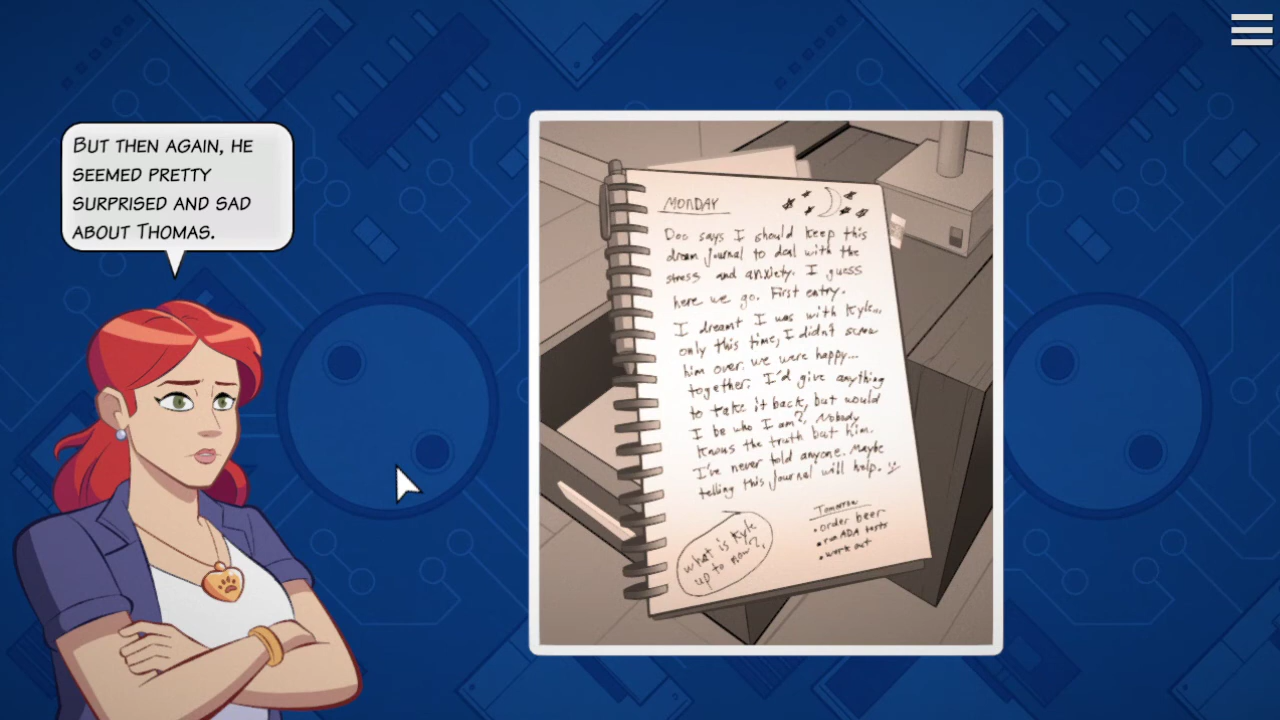 BUT THEN AGAIN, HE
SEEMED PRETTY
SURPRISED AND SAD
ABOUT THOMAS.
MONDAY
Doc says I should keep this
dream journal to deal with the
stress and anxiety. I guess
here we go. First entry.
I dreamt I was with Kyle...
only this time, I didn't screw
him over. we were happy...
together. I'd give anything
to take it back, but would
I be who I am? Nobody
knows the truth but him.
I've never told anyone. Maybe
telling this journal will help.
what is Kyle
up to now?
Tomorrow
• order beer
• run ADA tests
• work out